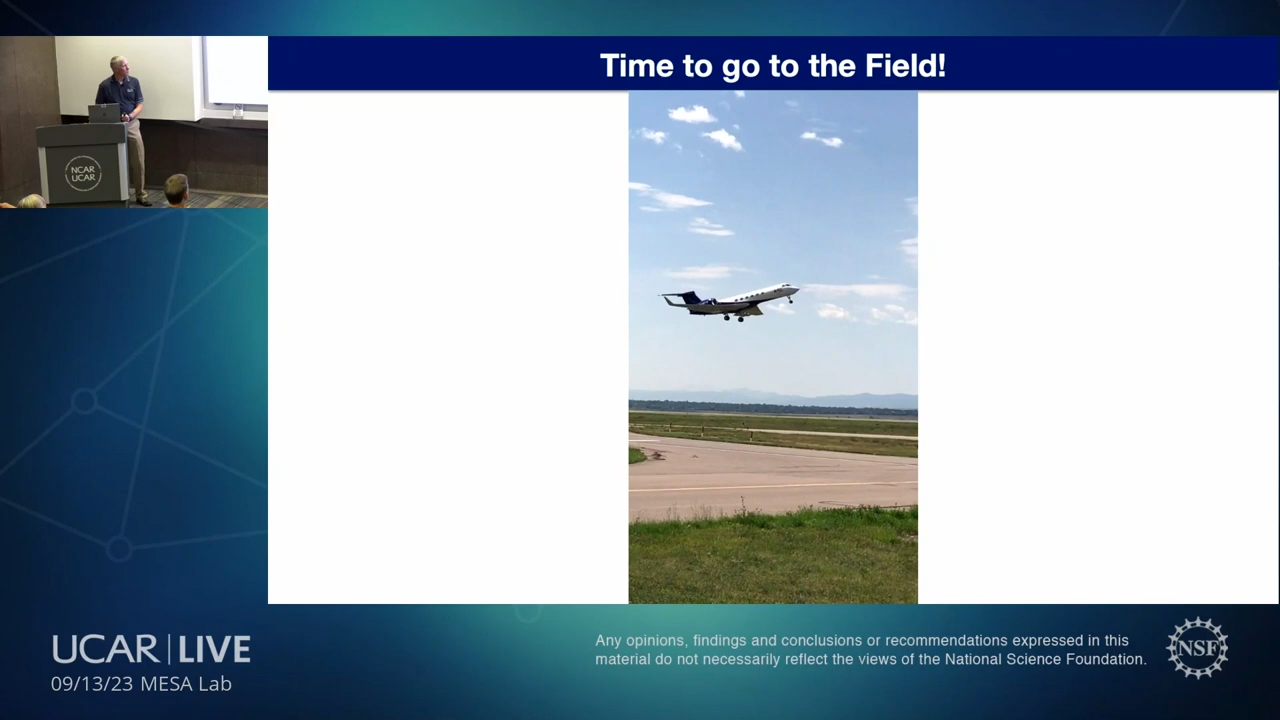 Time to go to the Field!
NCAR
UCAR
UCAR | LIVE
09/13/23 MESA Lab
Any opinions, findings and conclusions or recommendations expressed in this
material do not necessarily reflect the views of the National Science Foundation.
NSF